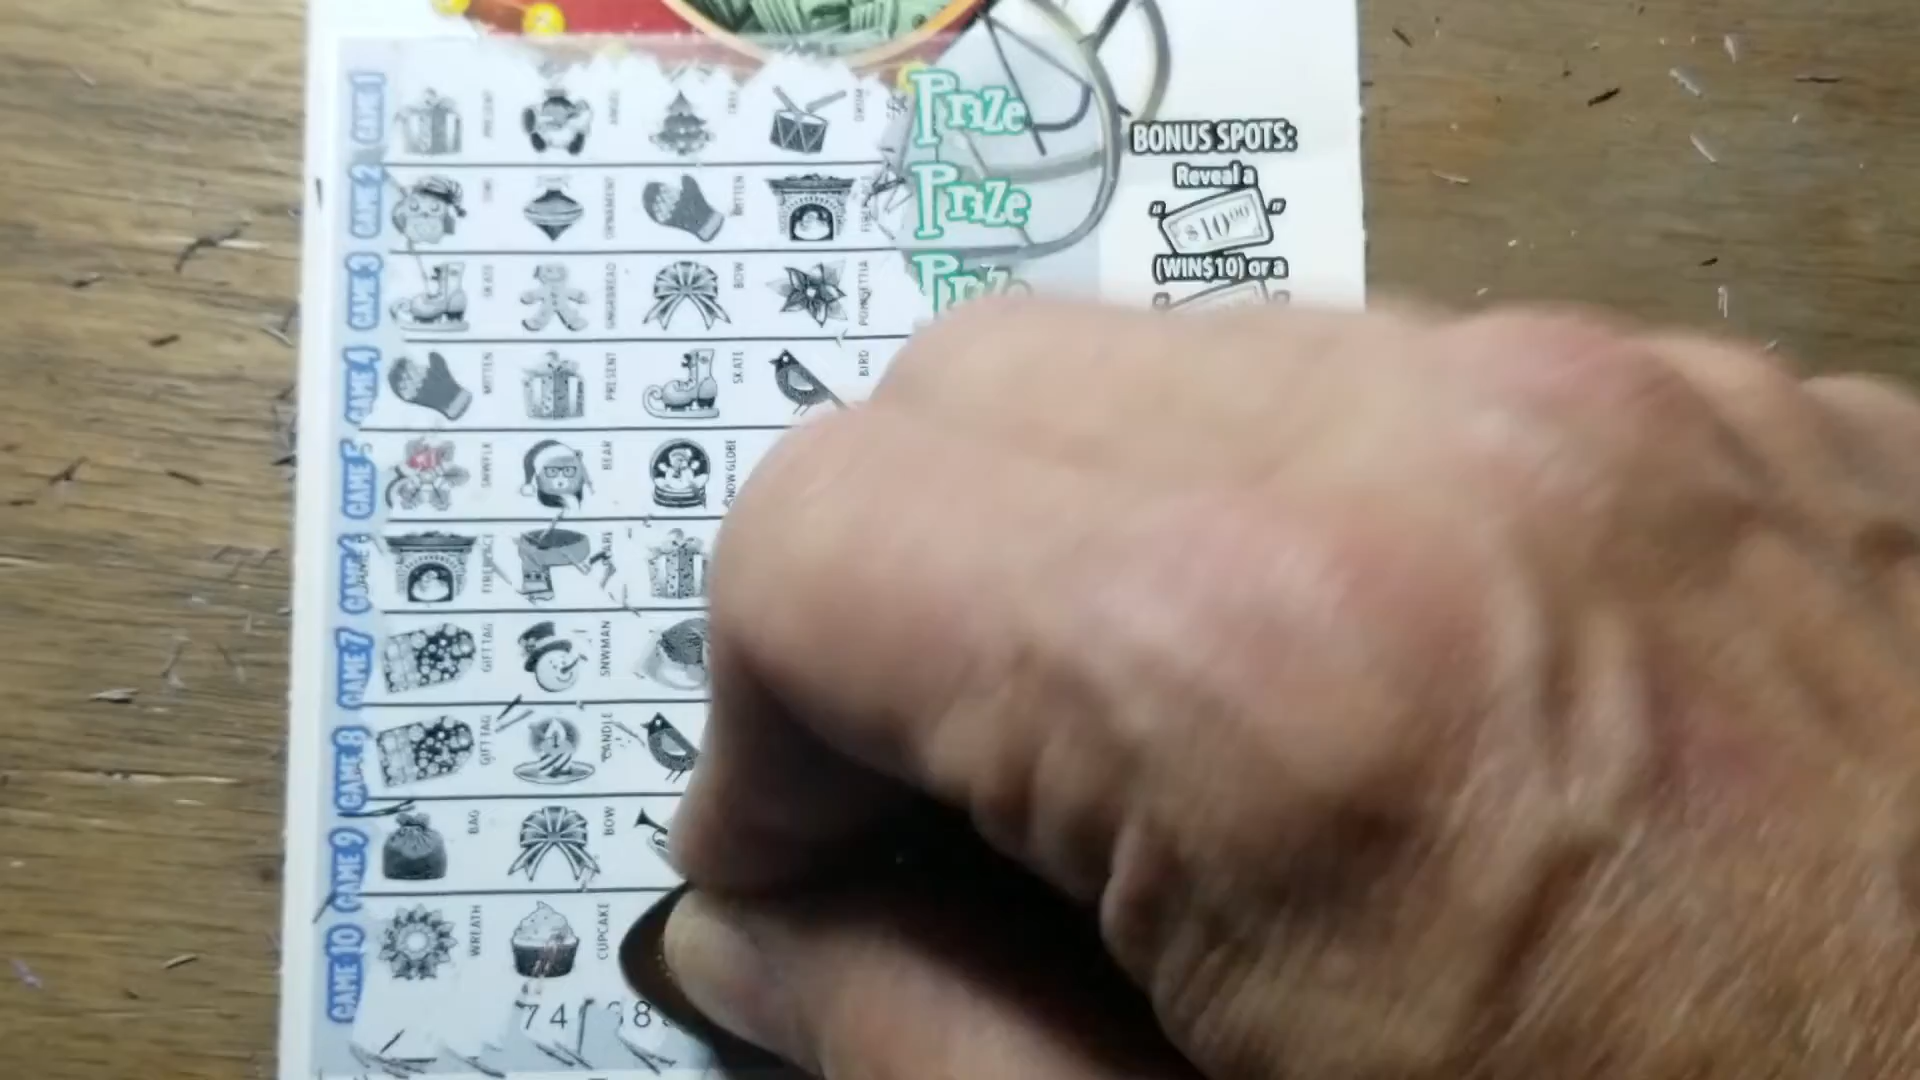 GAME 1 PRESENT TREE DRUM Prize
GAME 2 ORNAMENT MITTEN Prize
GAME 3 SKATE GNGRBREAD BOW POINSETTIA Prize
GAME 4 MITTEN PRESENT SKATE BIRD
GAME 5 SNWFLK BEAR SNOW GLOBE
GAME 6 FIREPLACE
GAME 7 GIFT TAG SNWMAN
GAME 8 GIFT TAG CANDLE
GAME 9 BAG BOW
GAME 10 WREATH CUPCAKE
BONUS SPOTS:
Reveal a
" $10.00 "
(WIN $10) or a